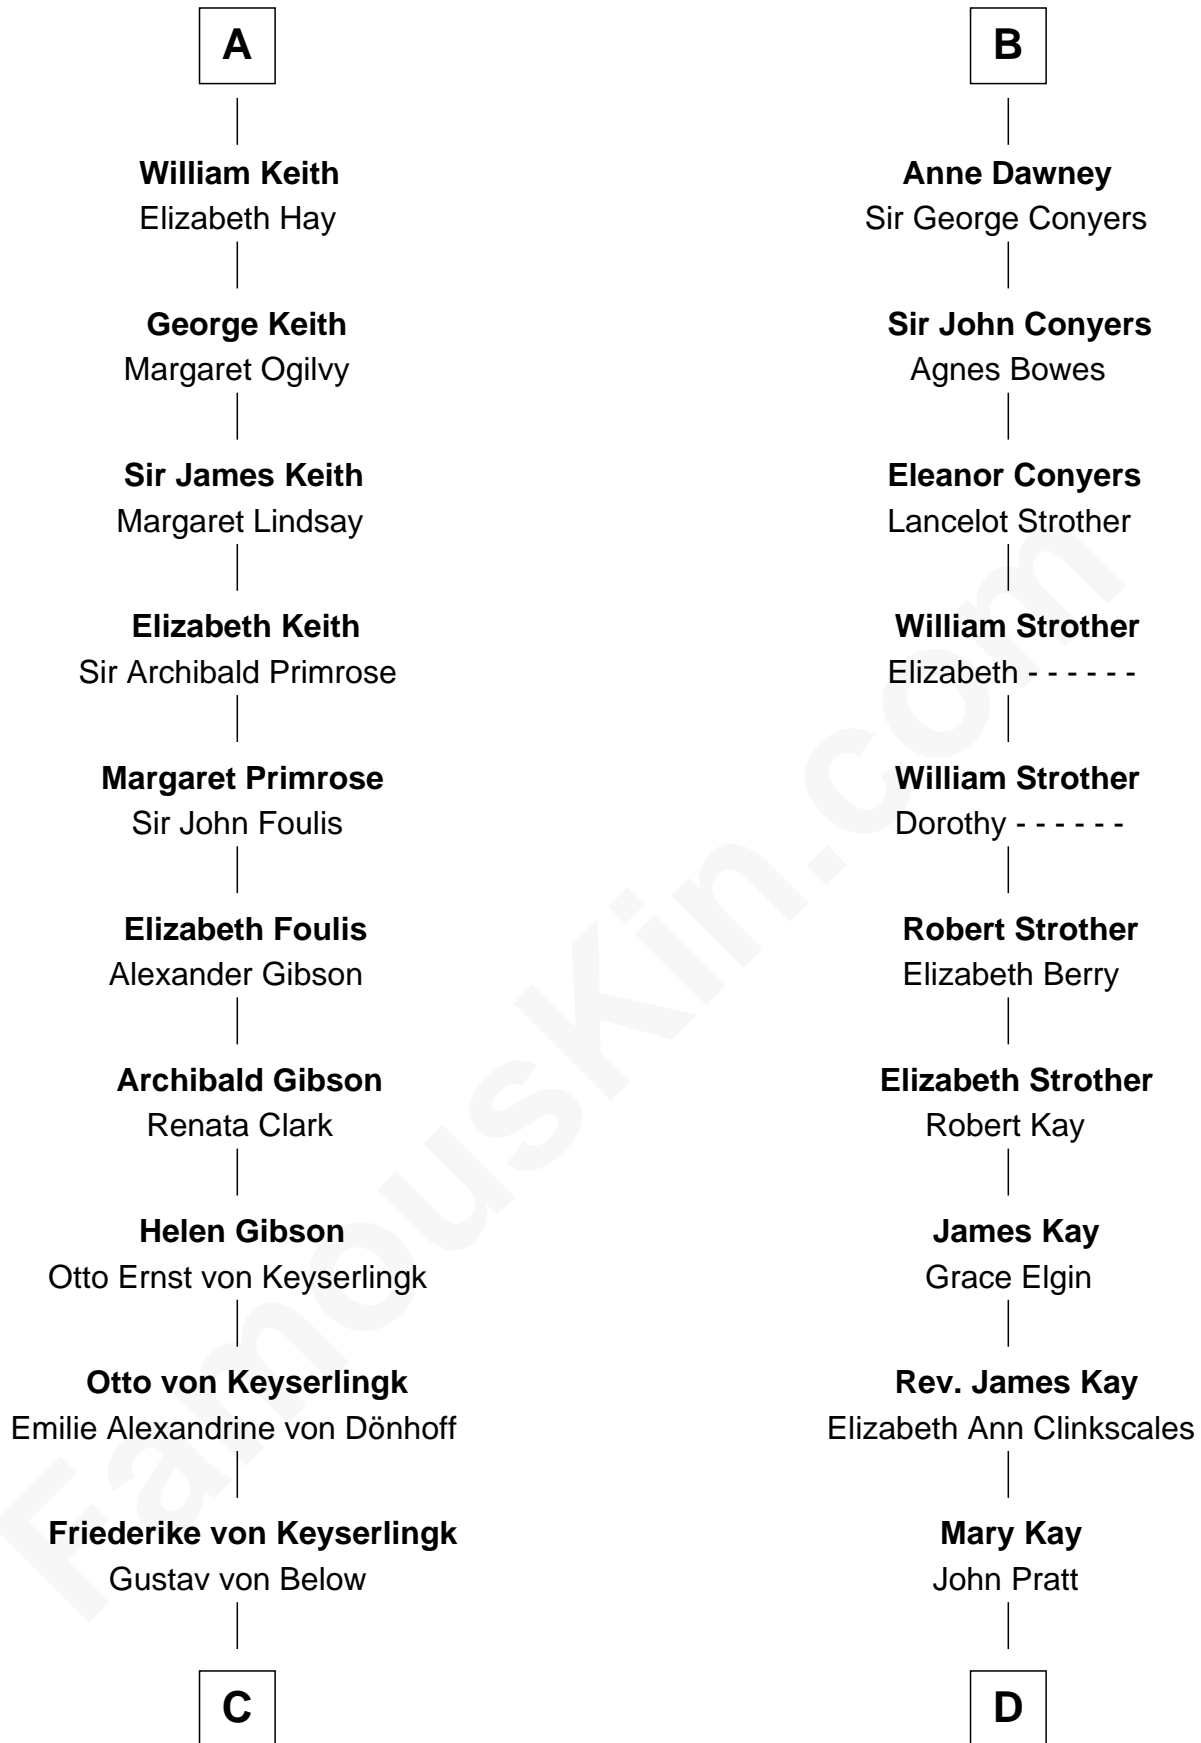 A
William Keith
Elizabeth Hay
George Keith
Margaret Ogilvy
Sir James Keith
Margaret Lindsay
Elizabeth Keith
Sir Archibald Primrose
Margaret Primrose
Sir John Foulis
Elizabeth Foulis
Alexander Gibson
Archibald Gibson
Renata Clark
Helen Gibson
Otto Ernst von Keyserlingk
Otto von Keyserlingk
Emilie Alexandrine von Dönhoff
Friederike von Keyserlingk
Gustav von Below
C
B
Anne Dawney
Sir George Conyers
Sir John Conyers
Agnes Bowes
Eleanor Conyers
Lancelot Strother
William Strother
Elizabeth - - - - - -
William Strother
Dorothy - - - - - -
Robert Strother
Elizabeth Berry
Elizabeth Strother
Robert Kay
James Kay
Grace Elgin
Rev. James Kay
Elizabeth Ann Clinkscales
Mary Kay
John Pratt
D
FamousKin.com